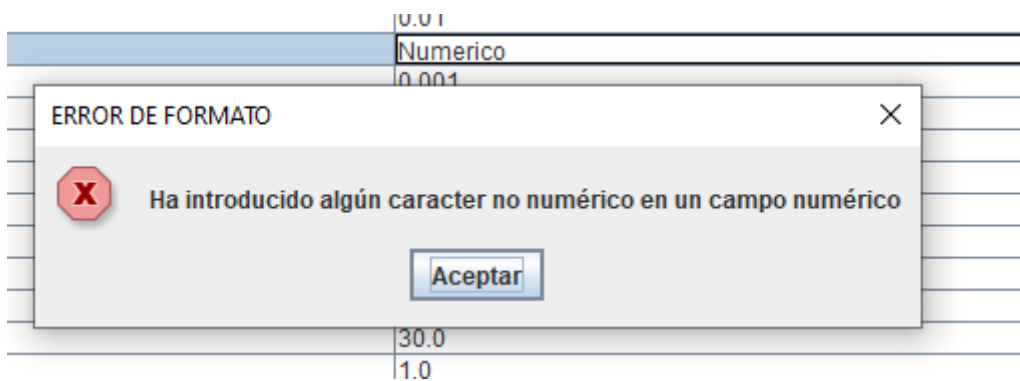 0.01
Numerico
0.001
ERROR DE FORMATO
Ha introducido algún caracter no numérico en un campo numérico
Aceptar
30.0
1.0